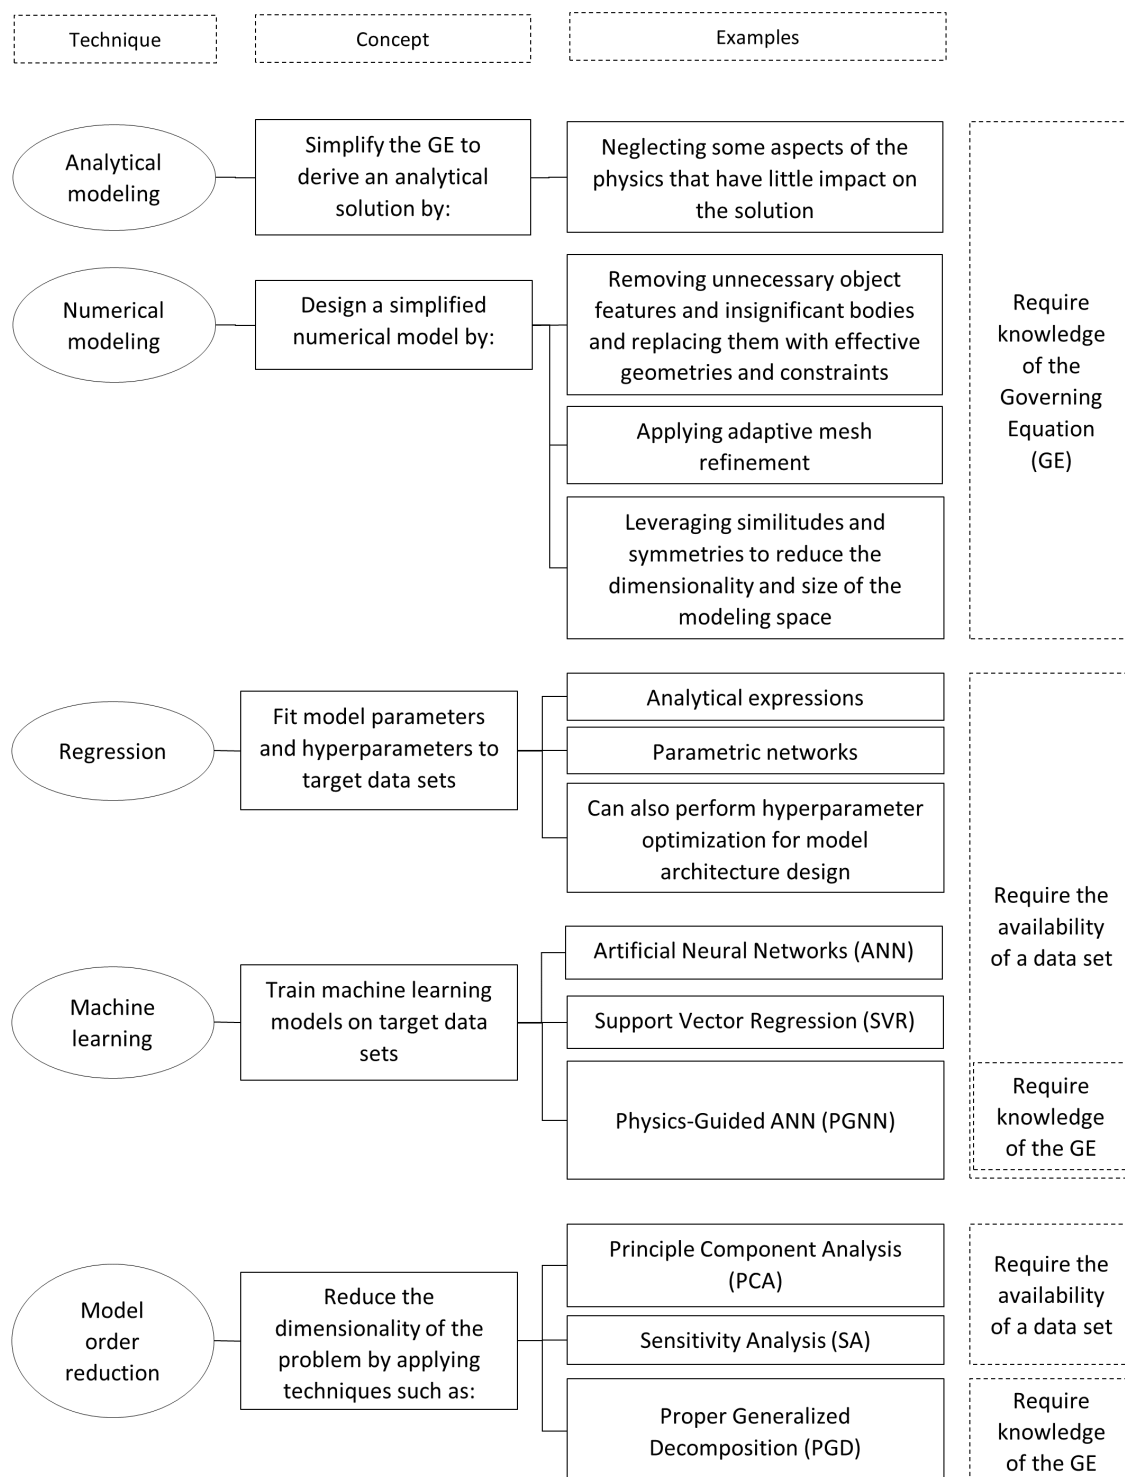 Technique
Concept
Examples
Analytical
modeling
Simplify the GE to
derive an analytical
solution by:
Neglecting some aspects of the
physics that have little impact on
the solution
Numerical
modeling
Design a simplified
numerical model by:
Removing unnecessary object
features and insignificant bodies
and replacing them with effective
geometries and constraints
Applying adaptive mesh
refinement
Leveraging similitudes and
symmetries to reduce the
dimensionality and size of the
modeling space
Require
knowledge
of the
Governing
Equation
(GE)
Regression
Fit model parameters
and hyperparameters to
target data sets
Analytical expressions
Parametric networks
Can also perform hyperparameter
optimization for model
architecture design
Machine
learning
Train machine learning
models on target data
sets
Artificial Neural Networks (ANN)
Support Vector Regression (SVR)
Physics-Guided ANN (PGNN)
Require the
availability
of a data set
Require
knowledge
of the GE
Model
order
reduction
Reduce the
dimensionality of the
problem by applying
techniques such as:
Principle Component Analysis
(PCA)
Sensitivity Analysis (SA)
Proper Generalized
Decomposition (PGD)
Require the
availability
of a data set
Require
knowledge
of the GE